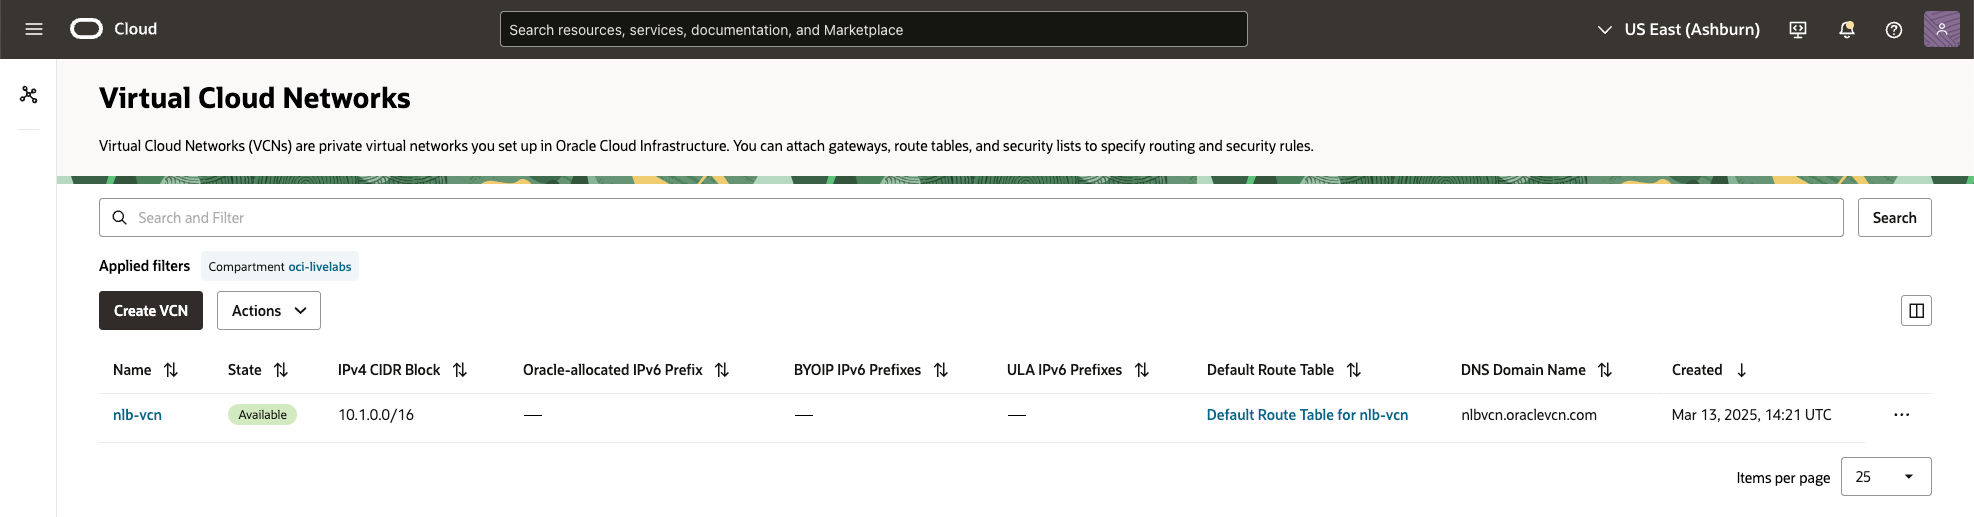 Cloud
Search resources, services, documentation, and Marketplace
US East (Ashburn)
Virtual Cloud Networks
Virtual Cloud Networks (VCNs) are private virtual networks you set up in Oracle Cloud Infrastructure. You can attach gateways, route tables, and security lists to specify routing and security rules.
Search and Filter
Search
Applied filters Compartment oci-livelabs
Create VCN Actions
Name State IPv4 CIDR Block Oracle-allocated IPv6 Prefix BYOIP IPv6 Prefixes ULA IPv6 Prefixes Default Route Table DNS Domain Name Created
nlb-vcn Available 10.1.0.0/16 — — — Default Route Table for nlb-vcn nlbvcn.oraclevcn.com Mar 13, 2025, 14:21 UTC
Items per page 25